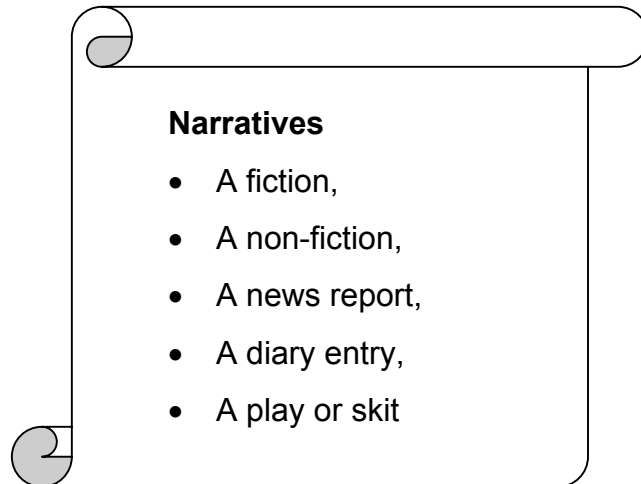 Narratives
• A fiction,
• A non-fiction,
• A news report,
• A diary entry,
• A play or skit